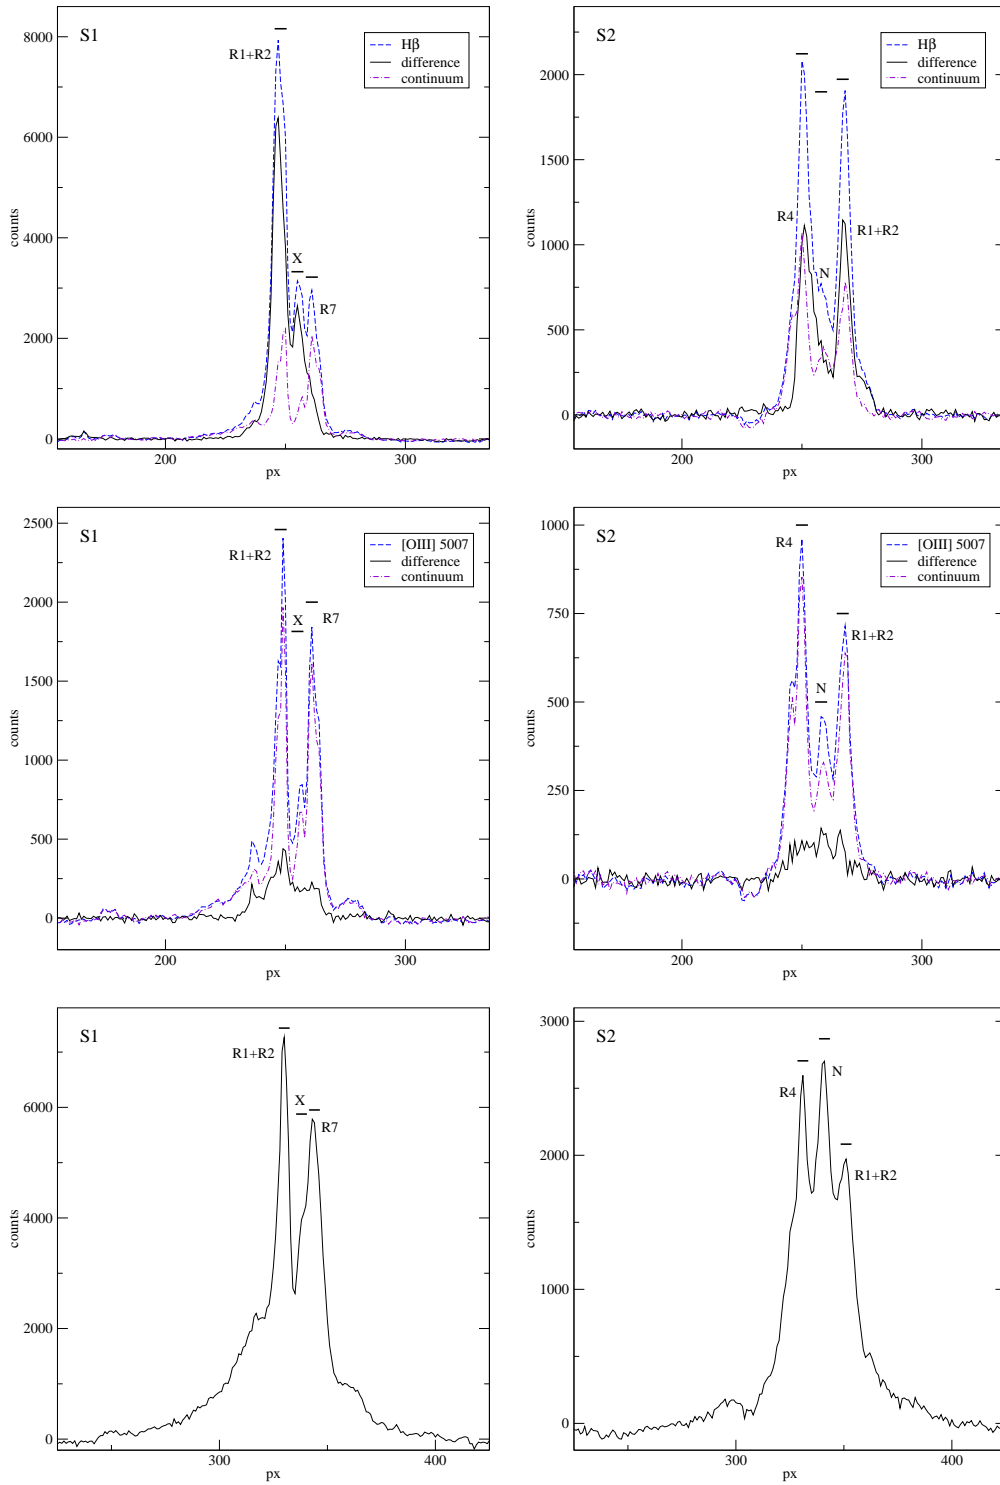 S1
Hβ
difference
continuum
R1+R2
X
R7
8000
6000
4000
2000
0
counts
200
300
px
S2
Hβ
difference
continuum
R4
N
R1+R2
2000
1500
1000
500
0
counts
200
300
px
S1
[OIII] 5007
difference
continuum
R1+R2
X
R7
2500
2000
1500
1000
500
0
counts
200
300
px
S2
[OIII] 5007
difference
continuum
R4
N
R1+R2
1000
750
500
250
0
counts
200
300
px
S1
R1+R2
X
R7
6000
4000
2000
0
counts
300
400
px
S2
R4
N
R1+R2
3000
2000
1000
0
counts
300
400
px